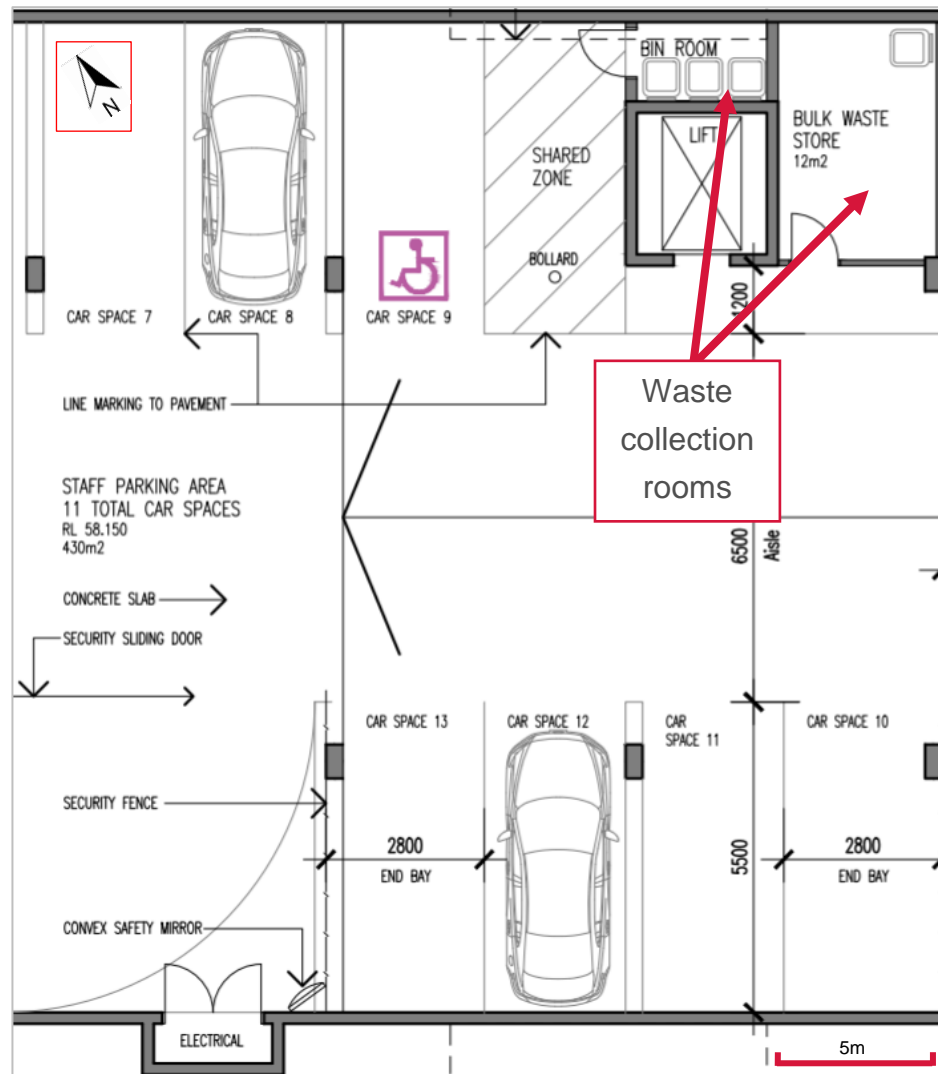 N
BIN ROOM
LIFT
BULK WASTE
STORE
12m2
SHARED
ZONE
BOLLARD
CAR SPACE 7
CAR SPACE 8
CAR SPACE 9
1200
LINE MARKING TO PAVEMENT
Waste
collection
rooms
STAFF PARKING AREA
11 TOTAL CAR SPACES
RL 58.150
430m2
6500
Aisle
CONCRETE SLAB
SECURITY SLIDING DOOR
CAR SPACE 13
CAR SPACE 12
CAR
SPACE 11
CAR SPACE 10
SECURITY FENCE
2800
END BAY
5500
2800
END BAY
CONVEX SAFETY MIRROR
ELECTRICAL
5m